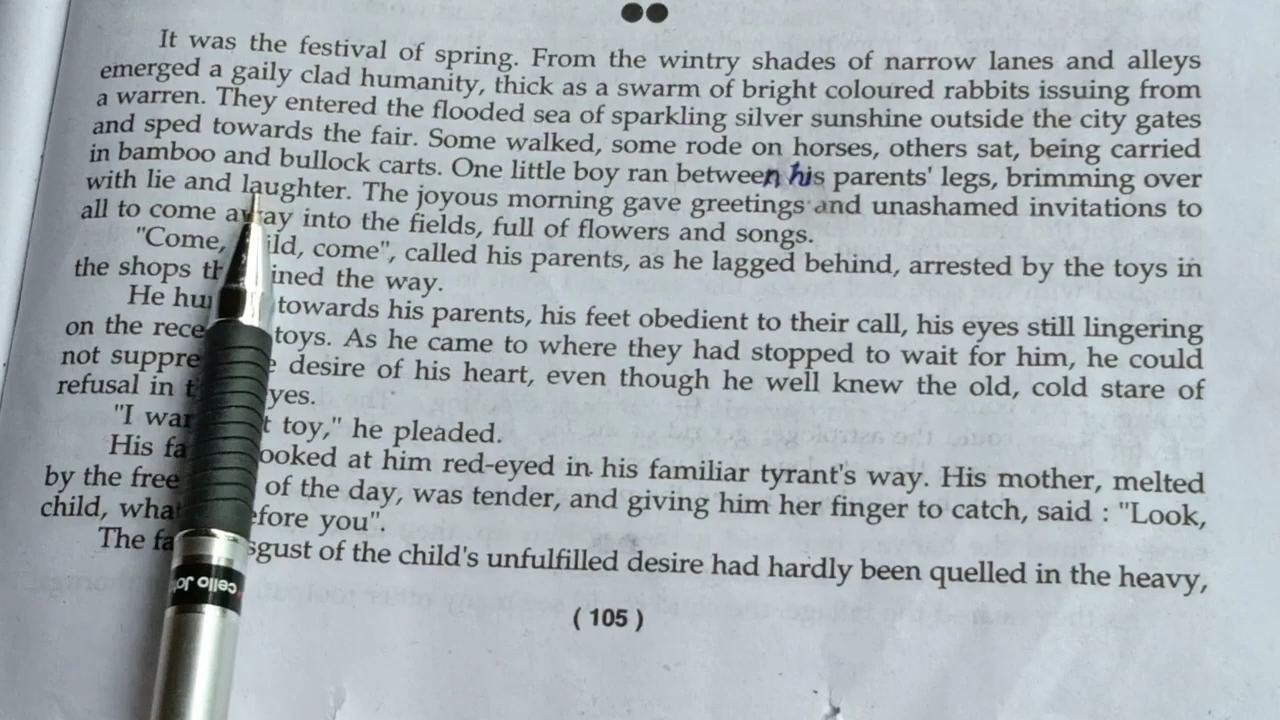 It was the festival of spring. From the wintry shades of narrow lanes and alleys
emerged a gaily clad humanity, thick as a swarm of bright coloured rabbits issuing from
a warren. They entered the flooded sea of sparkling silver sunshine outside the city gates
and sped towards the fair. Some walked, some rode on horses, others sat, being carried
in bamboo and bullock carts. One little boy ran between his parents' legs, brimming over
with lie and laughter. The joyous morning gave greetings and unashamed invitations to
all to come away into the fields, full of flowers and songs.
"Come, ild, come", called his parents, as he lagged behind, arrested by the toys in
the shops th ined the way.
He hu towards his parents, his feet obedient to their call, his eyes still lingering
on the rece toys. As he came to where they had stopped to wait for him, he could
not suppre desire of his heart, even though he well knew the old, cold stare of
refusal in t yes.
"I wan t toy," he pleaded.
His fa ooked at him red-eyed in his familiar tyrant's way. His mother, melted
by the free of the day, was tender, and giving him her finger to catch, said : "Look,
child, wha efore you".
The fa sgust of the child's unfulfilled desire had hardly been quelled in the heavy,
( 105 )
cello